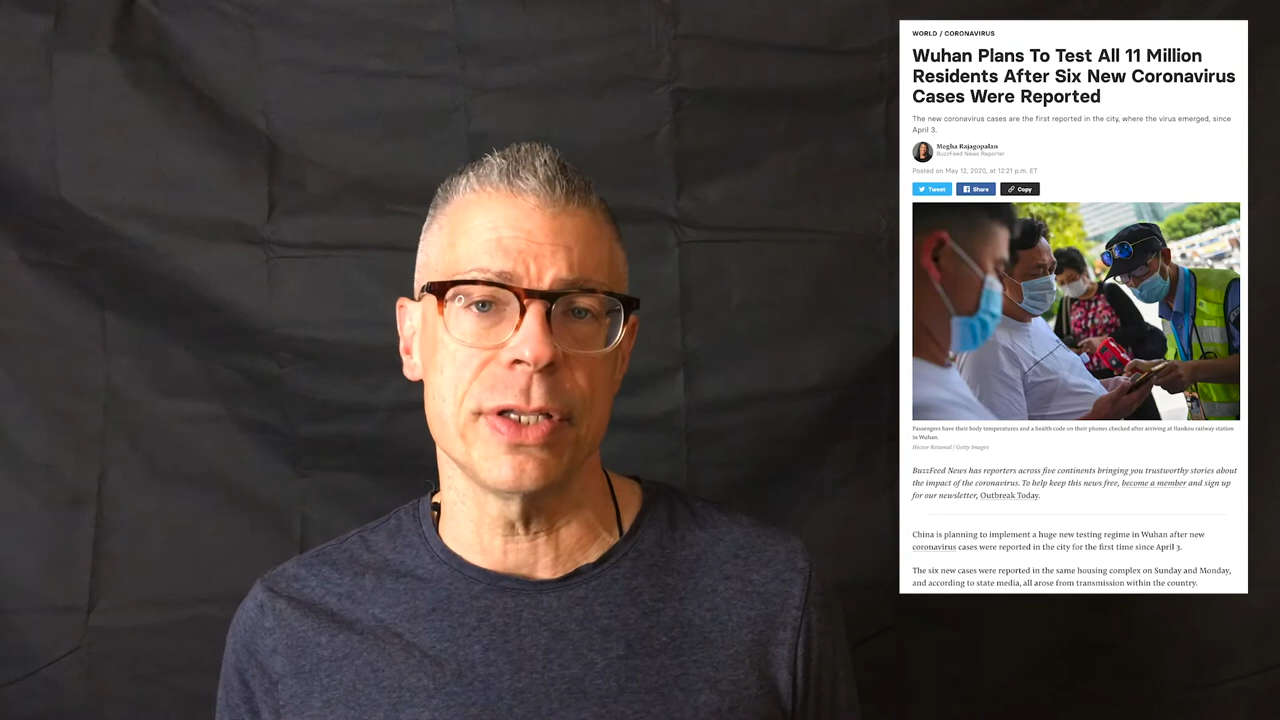 WORLD / CORONAVIRUS
Wuhan Plans To Test All 11 Million
Residents After Six New Coronavirus
Cases Were Reported
The new coronavirus cases are the first reported in the city, where the virus emerged, since
April 3.
Megha Rajagopalan
BuzzFeed News Reporter
Posted on May 12, 2020, at 12:21 p.m. ET
Tweet
Share
Copy
Passengers have their body temperatures and a health code on their phones checked after arriving at Hankou railway station
in Wuhan.
Hector Retamal / Getty Images
BuzzFeed News has reporters across five continents bringing you trustworthy stories about
the impact of the coronavirus. To help keep this news free, become a member and sign up
for our newsletter, Outbreak Today.
China is planning to implement a huge new testing regime in Wuhan after new
coronavirus cases were reported in the city for the first time since April 3.
The six new cases were reported in the same housing complex on Sunday and Monday,
and according to state media, all arose from transmission within the country.